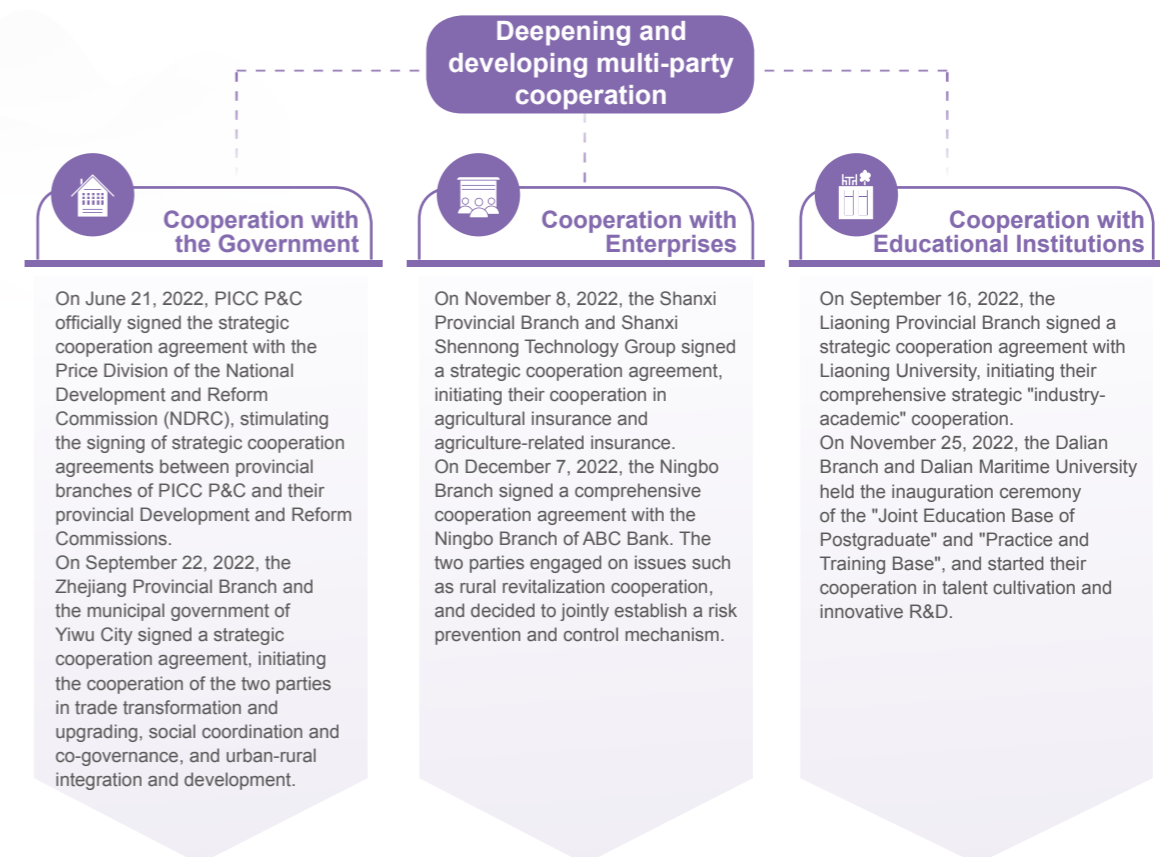 Deepening and
developing multi-party
cooperation
Cooperation with
the Government
On June 21, 2022, PICC P&C
officially signed the strategic
cooperation agreement with the
Price Division of the National
Development and Reform
Commission (NDRC), stimulating
the signing of strategic cooperation
agreements between provincial
branches of PICC P&C and their
provincial Development and Reform
Commissions.
On September 22, 2022, the
Zhejiang Provincial Branch and
the municipal government of
Yiwu City signed a strategic
cooperation agreement, initiating
the cooperation of the two parties
in trade transformation and
upgrading, social coordination and
co-governance, and urban-rural
integration and development.
Cooperation with
Enterprises
On November 8, 2022, the Shanxi
Provincial Branch and Shanxi
Shennong Technology Group signed
a strategic cooperation agreement,
initiating their cooperation in
agricultural insurance and
agriculture-related insurance.
On December 7, 2022, the Ningbo
Branch signed a comprehensive
cooperation agreement with the
Ningbo Branch of ABC Bank. The
two parties engaged on issues such
as rural revitalization cooperation,
and decided to jointly establish a risk
prevention and control mechanism.
Cooperation with
Educational Institutions
On September 16, 2022, the
Liaoning Provincial Branch signed a
strategic cooperation agreement with
Liaoning University, initiating their
comprehensive strategic "industry-
academic" cooperation.
On November 25, 2022, the Dalian
Branch and Dalian Maritime University
held the inauguration ceremony
of the "Joint Education Base of
Postgraduate" and "Practice and
Training Base", and started their
cooperation in talent cultivation and
innovative R&D.